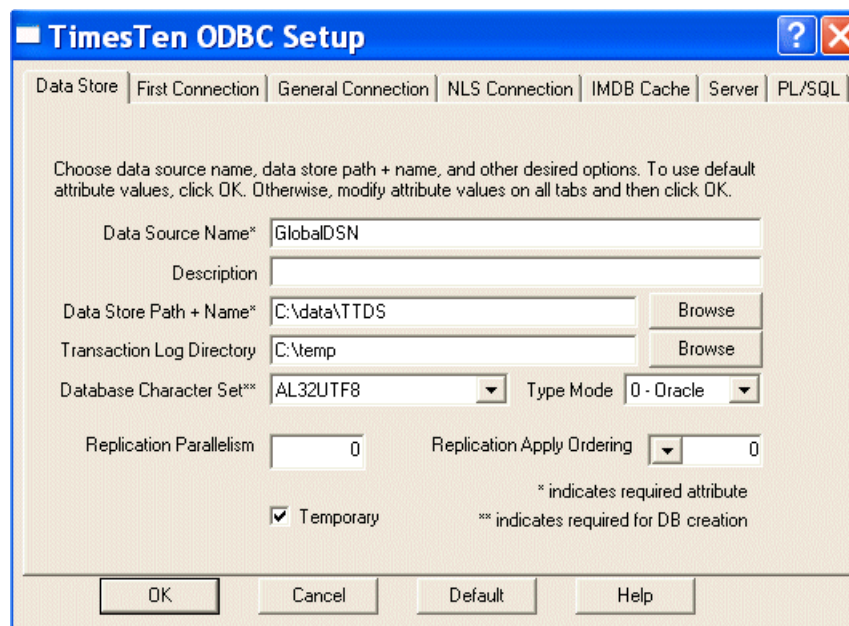 TimesTen ODBC Setup
Data Store First Connection General Connection NLS Connection IMDB Cache Server PL/SQL
Choose data source name, data store path + name, and other desired options. To use default
attribute values, click OK. Otherwise, modify attribute values on all tabs and then click OK.
Data Source Name* GlobalDSN
Description
Data Store Path + Name* C:\data\TTDS Browse
Transaction Log Directory C:\temp Browse
Database Character Set** AL32UTF8 Type Mode 0 - Oracle
Replication Parallelism 0 Replication Apply Ordering 0
* indicates required attribute
Temporary ** indicates required for DB creation
OK Cancel Default Help